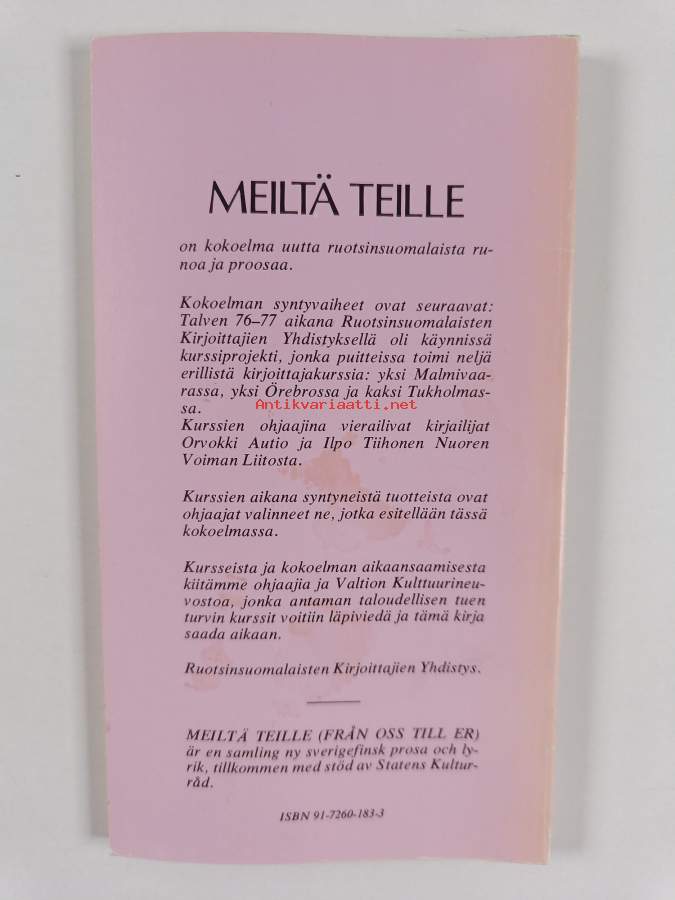 MEILTÄ TEILLE
on kokoelma uutta ruotsinsuomalaista ru-
noa ja proosaa.
Kokoelman syntyvaiheet ovat seuraavat:
Talven 76–77 aikana Ruotsinsuomalaisten
Kirjoittajien Yhdistyksellä oli käynnissä
kurssiprojekti, jonka puitteissa toimi neljä
erillistä kirjoittajakurssia: yksi Malmivaa-
rassa, yksi Örebrossa ja kaksi Tukholmas-
sa.
Antikvariaatti.net
Kurssien ohjaajina vierailivat kirjailijat
Orvokki Autio ja Ilpo Tiihonen Nuoren
Voiman Liitosta.
Kurssien aikana syntyneistä tuotteista ovat
ohjaajat valinneet ne, jotka esitellään tässä
kokoelmassa.
Kursseista ja kokoelman aikaansaamisesta
kiitämme ohjaajia ja Valtion Kulttuurineu-
vostoa, jonka antaman taloudellisen tuen
turvin kurssit voitiin läpiviedä ja tämä kirja
saada aikaan.
Ruotsinsuomalaisten Kirjoittajien Yhdistys.
MEILTÄ TEILLE (FRÅN OSS TILL ER)
är en samling ny sverigefinsk prosa och ly-
rik, tillkommen med stöd av Statens Kultur-
råd.
ISBN 91-7260-183-3